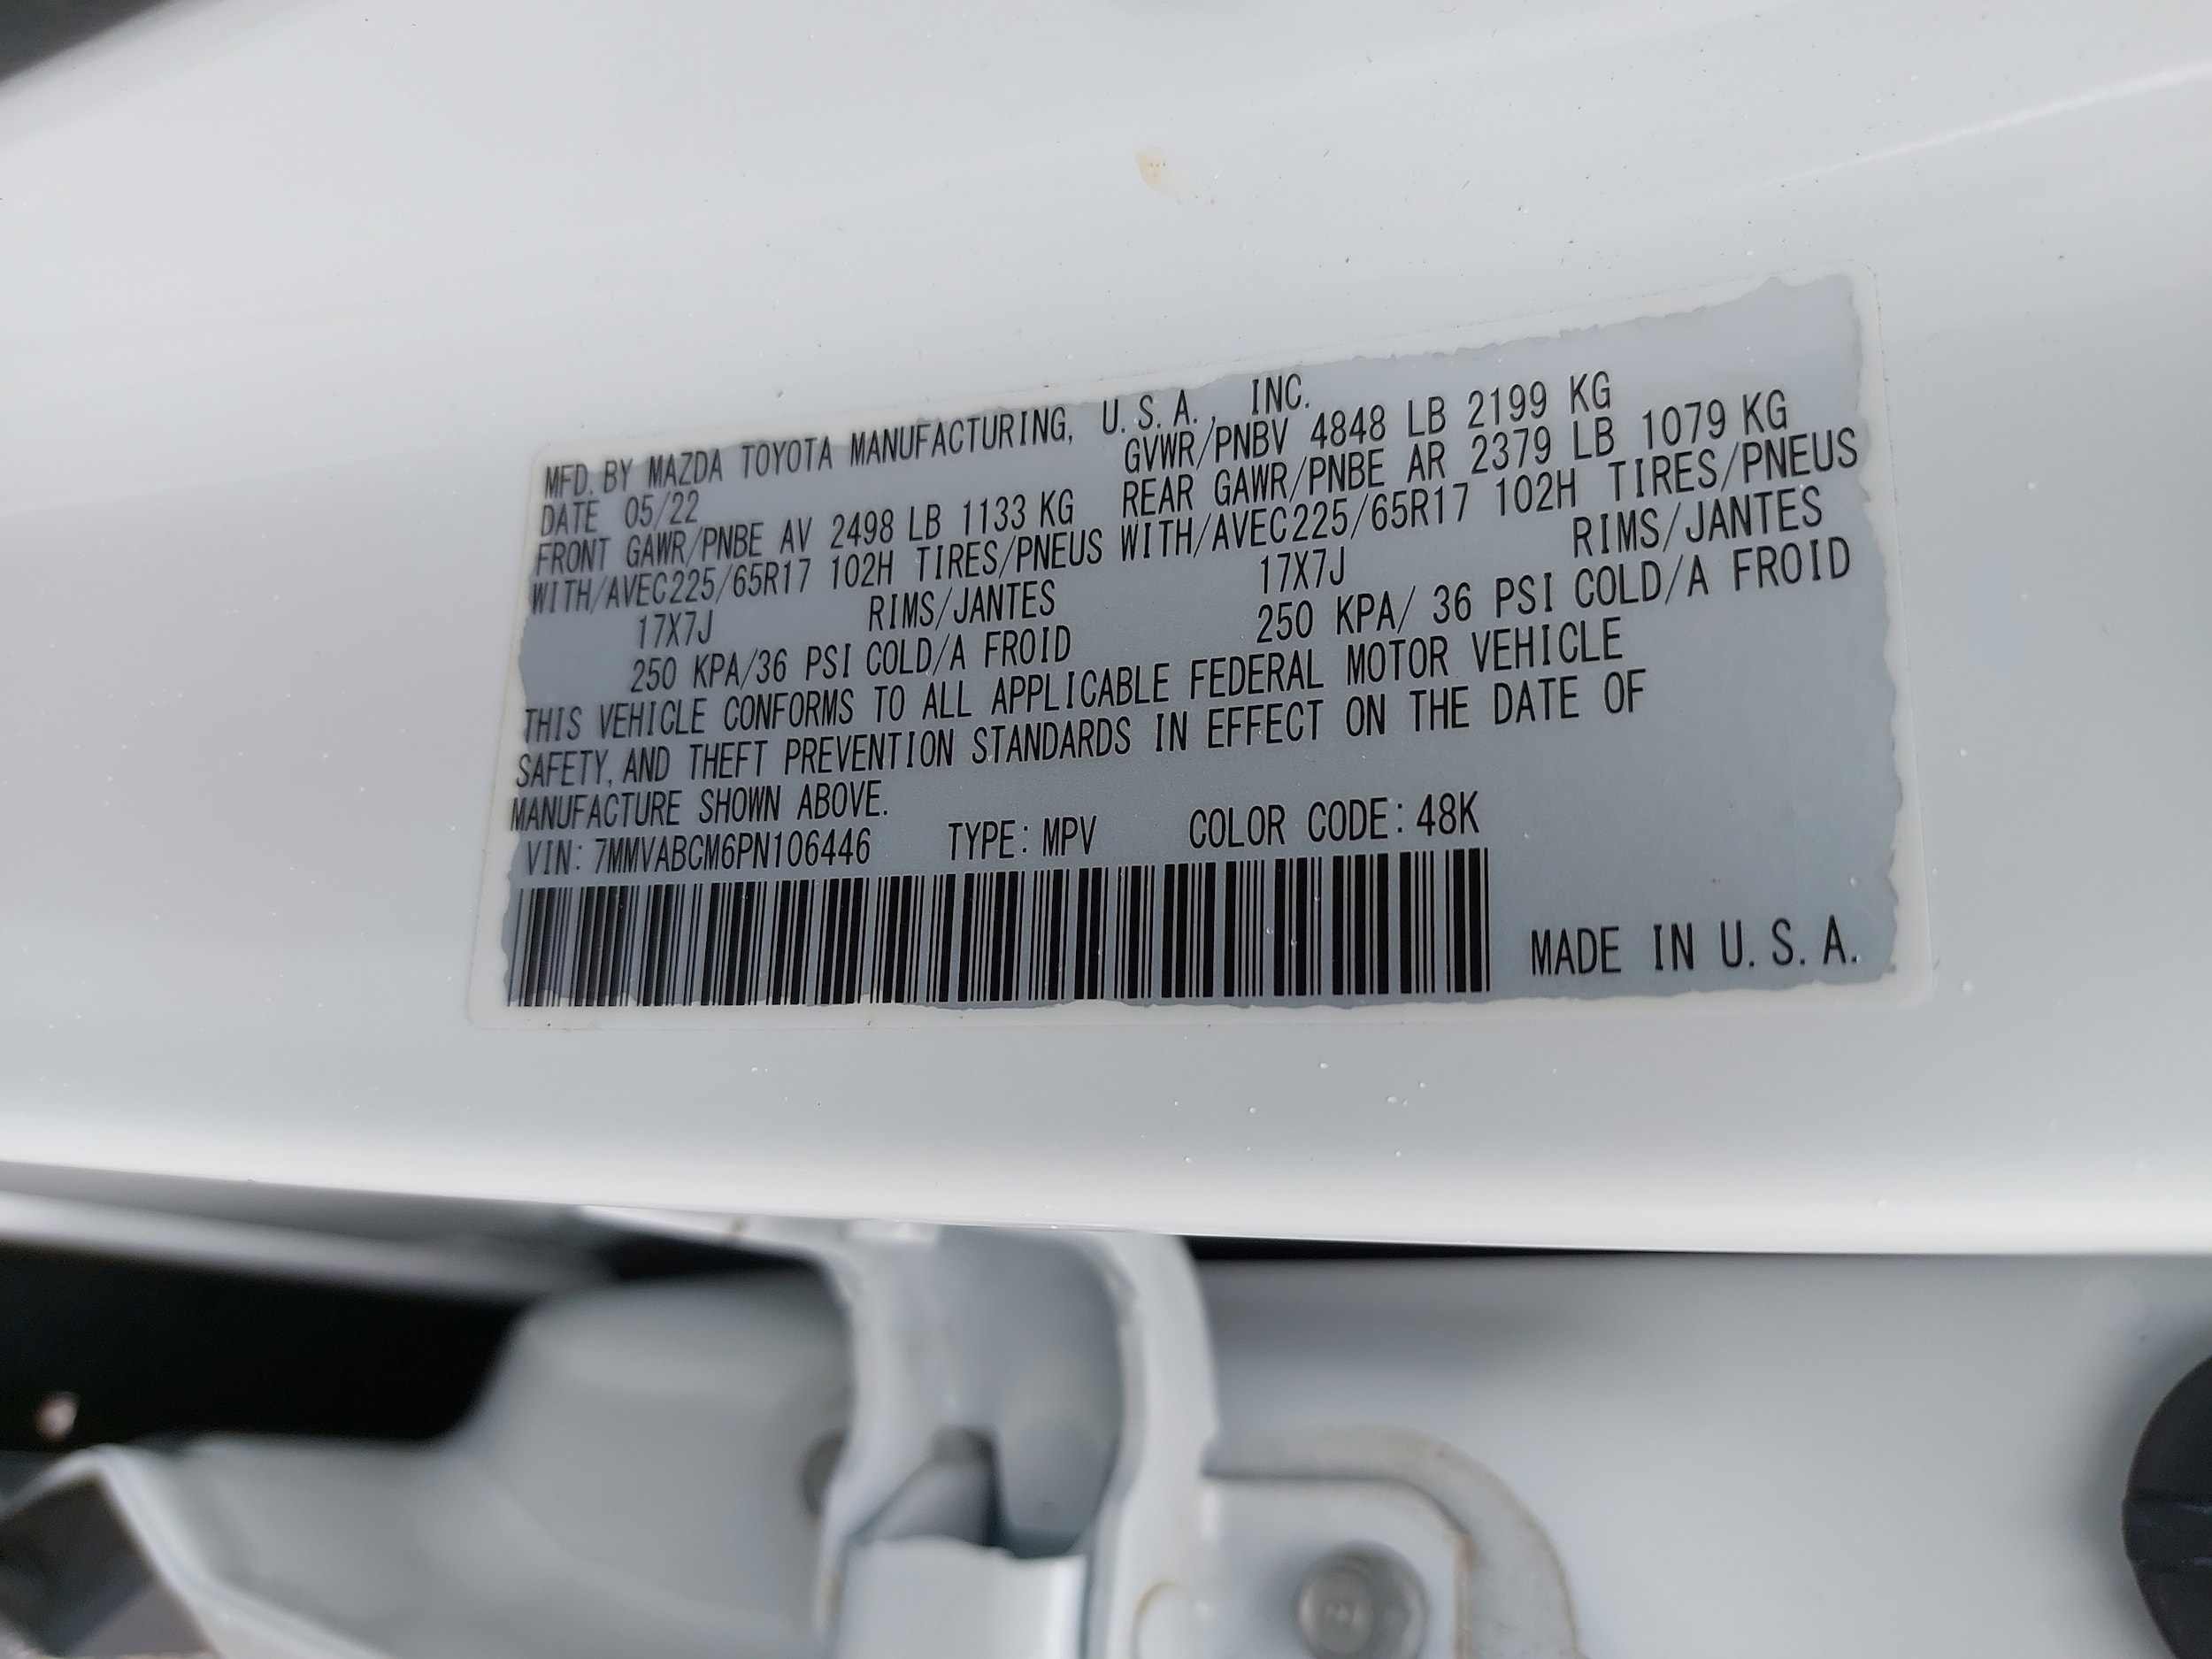 MFD. BY MAZDA TOYOTA MANUFACTURING, U.S.A., INC.
DATE 05/22 GVWR/PNBV 4848 LB 2199 KG
FRONT GAWR/PNBE AV 2498 LB 1133 KG REAR GAWR/PNBE AR 2379 LB 1079 KG
WITH/AVEC225/65R17 102H TIRES/PNEUS WITH/AVEC225/65R17 102H TIRES/PNEUS
17X7J RIMS/JANTES 17X7J RIMS/JANTES
250 KPA/36 PSI COLD/A FROID 250 KPA/ 36 PSI COLD/A FROID
THIS VEHICLE CONFORMS TO ALL APPLICABLE FEDERAL MOTOR VEHICLE
SAFETY, AND THEFT PREVENTION STANDARDS IN EFFECT ON THE DATE OF
MANUFACTURE SHOWN ABOVE.
VIN: 7MMVABCM6PN106446 TYPE: MPV COLOR CODE: 48K
MADE IN U.S.A.